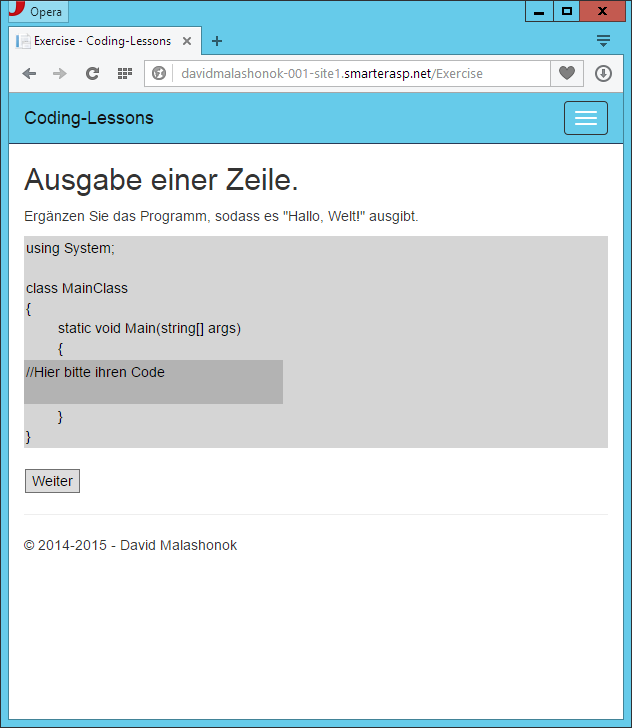 Opera
Exercise - Coding-Lessons
davidmalashonok-001-site1.smarterasp.net/Exercise
Coding-Lessons
Ausgabe einer Zeile.
Ergänzen Sie das Programm, sodass es "Hallo, Welt!" ausgibt.
using System;
class MainClass
{
static void Main(string[] args)
{
//Hier bitte ihren Code
}
}
Weiter
© 2014-2015 - David Malashonok